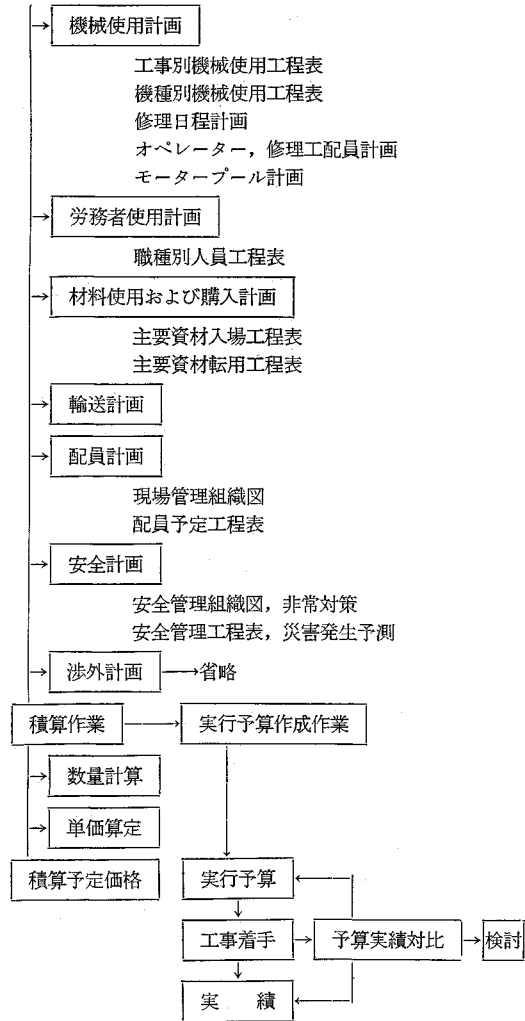 機械使用計画
工事別機械使用工程表
機種別機械使用工程表
修理日程計画
オペレーター，修理工配員計画
モータープール計画
労務者使用計画
職種別人員工程表
材料使用および購入計画
主要資材入場工程表
主要資材転用工程表
輸送計画
配員計画
現場管理組織図
配員予定工程表
安全計画
安全管理組織図，非常対策
安全管理工程表，災害発生予測
渉外計画 省略
積算作業 実行予算作成作業
数量計算
単価算定
積算予定価格 実行予算
工事着手 予算実績対比 検討
実　績